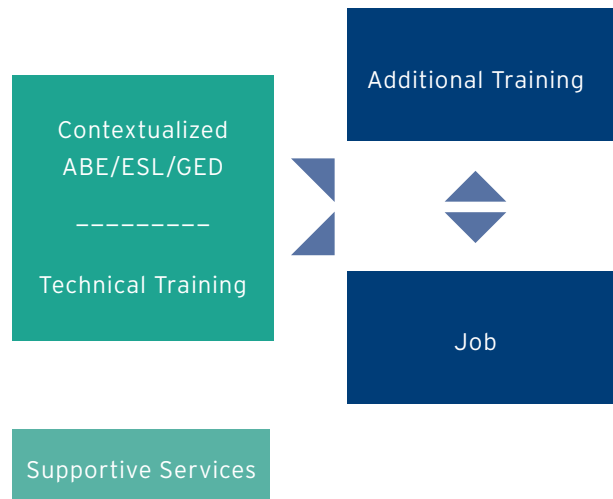 Contextualized
ABE/ESL/GED
_________
Technical Training
Additional Training
Job
Supportive Services